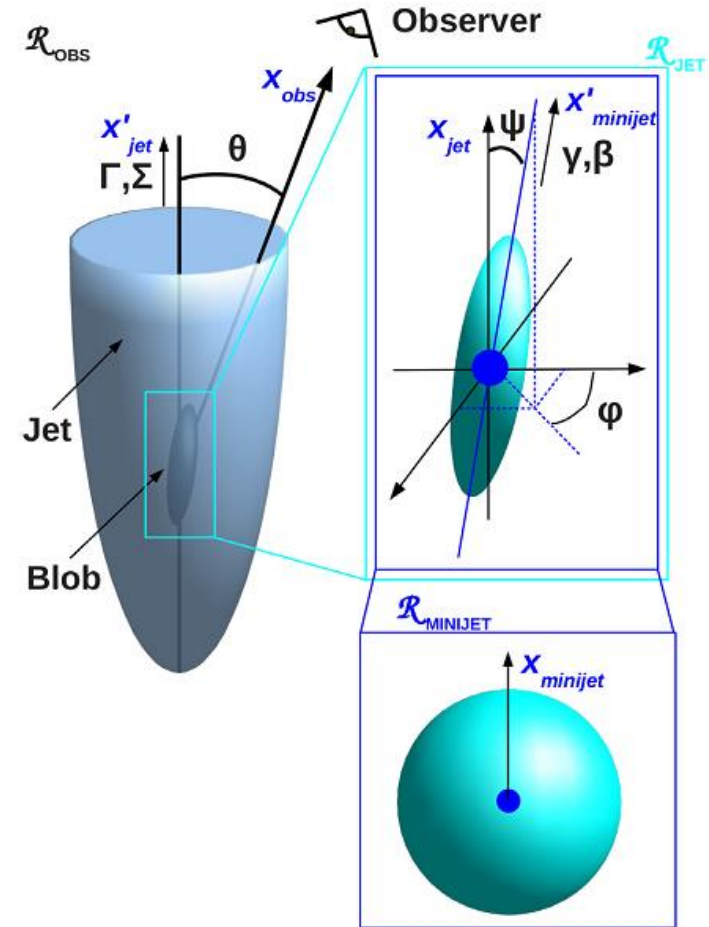 Observer
ℛOBS
ℛJET
xobs
x'jet
Γ,Σ
θ
xjet
ψ
x'minijet
γ,β
φ
Jet
Blob
ℛMINIJET
xminijet